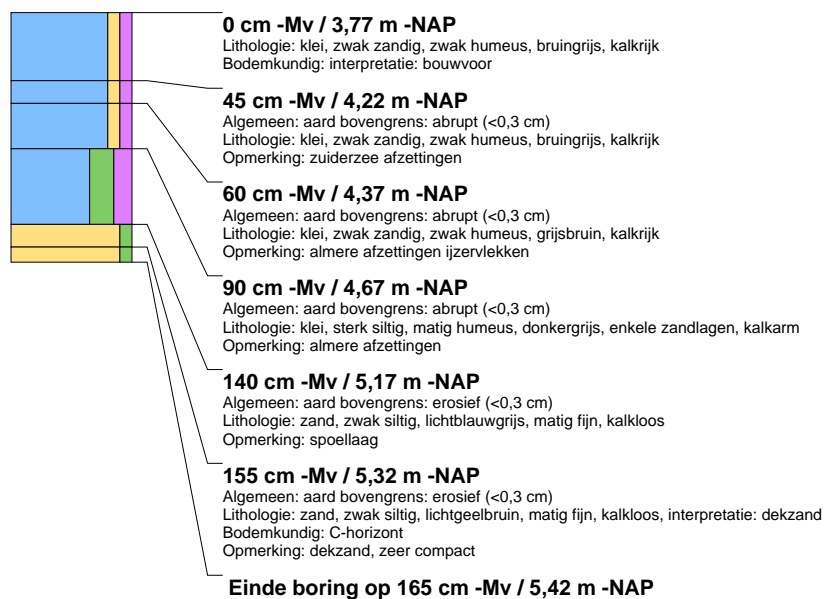 0 cm -Mv / 3,77 m -NAP
Lithologie: klei, zwak zandig, zwak humeus, bruingrijs, kalkrijk
Bodemkundig: interpretatie: bouwvoor
45 cm -Mv / 4,22 m -NAP
Algemeen: aard bovengrens: abrupt (<0,3 cm)
Lithologie: klei, zwak zandig, zwak humeus, bruingrijs, kalkrijk
Opmerking: zuiderzee afzettingen
60 cm -Mv / 4,37 m -NAP
Algemeen: aard bovengrens: abrupt (<0,3 cm)
Lithologie: klei, zwak zandig, zwak humeus, grijsbruin, kalkrijk
Opmerking: almere afzettingen ijzervlekken
90 cm -Mv / 4,67 m -NAP
Algemeen: aard bovengrens: abrupt (<0,3 cm)
Lithologie: klei, sterk siltig, matig humeus, donkergrijs, enkele zandlagen, kalkarm
Opmerking: almere afzettingen
140 cm -Mv / 5,17 m -NAP
Algemeen: aard bovengrens: erosief (<0,3 cm)
Lithologie: zand, zwak siltig, lichtblauwgrijs, matig fijn, kalkloos
Opmerking: spoellaag
155 cm -Mv / 5,32 m -NAP
Algemeen: aard bovengrens: erosief (<0,3 cm)
Lithologie: zand, zwak siltig, lichtgeelbruin, matig fijn, kalkloos, interpretatie: dekzand
Bodemkundig: C-horizont
Opmerking: dekzand, zeer compact
Einde boring op 165 cm -Mv / 5,42 m -NAP